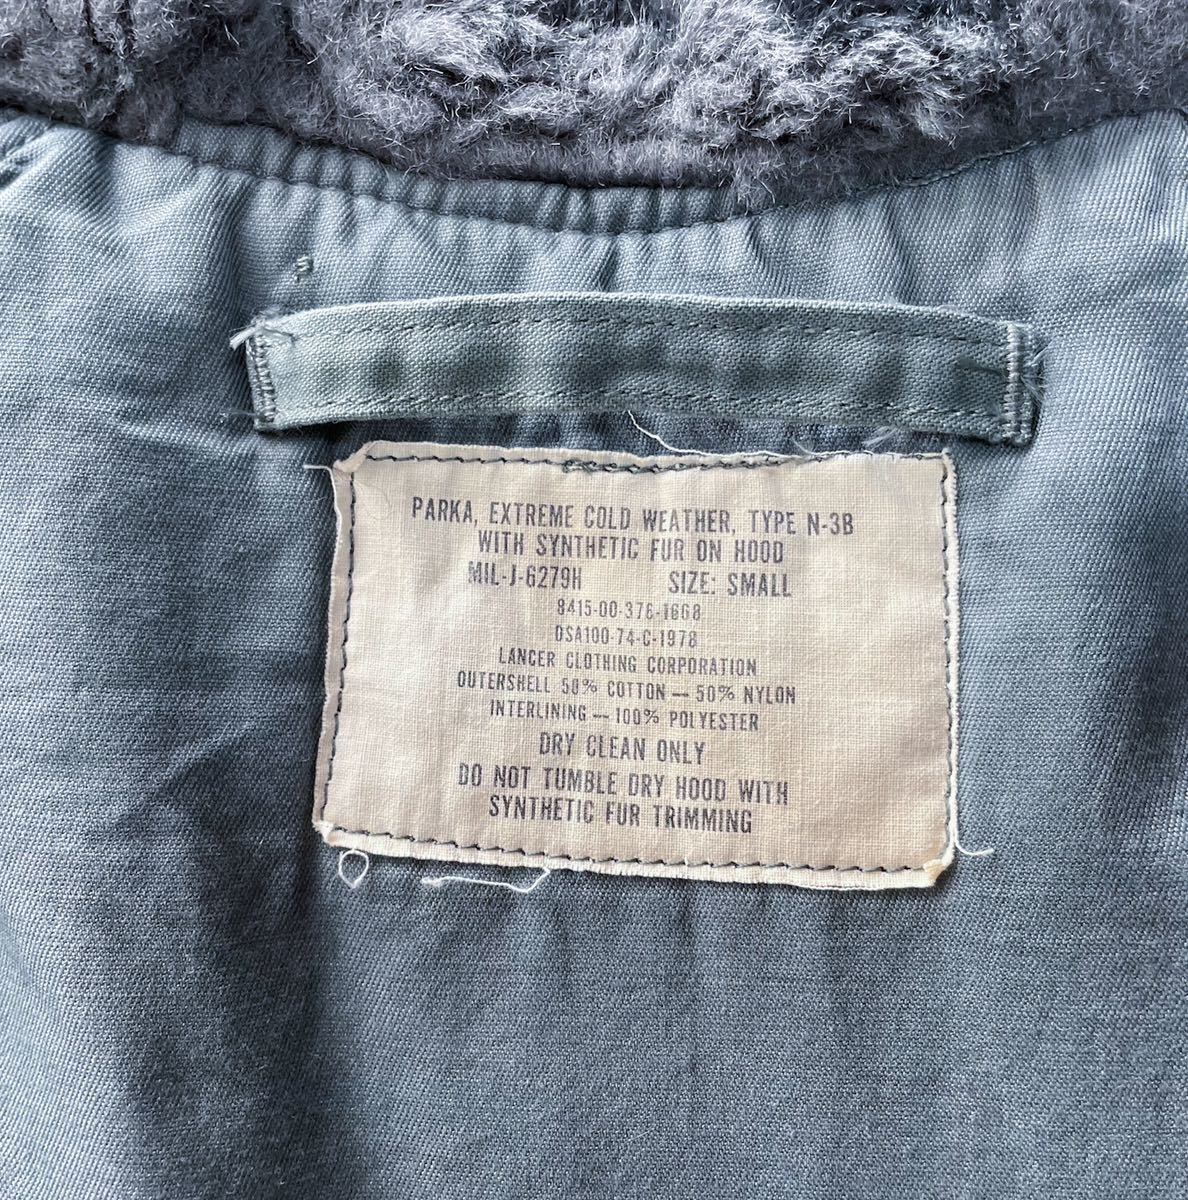 PARKA, EXTREME COLD WEATHER, TYPE N-3B
WITH SYNTHETIC FUR ON HOOD
MIL-J-6279H SIZE: SMALL
8415-00-376-1668
DSA100-74-C-1978
LANCER CLOTHING CORPORATION
OUTERSHELL 50% COTTON — 50% NYLON
INTERLINING — 100% POLYESTER
DRY CLEAN ONLY
DO NOT TUMBLE DRY HOOD WITH
SYNTHETIC FUR TRIMMING